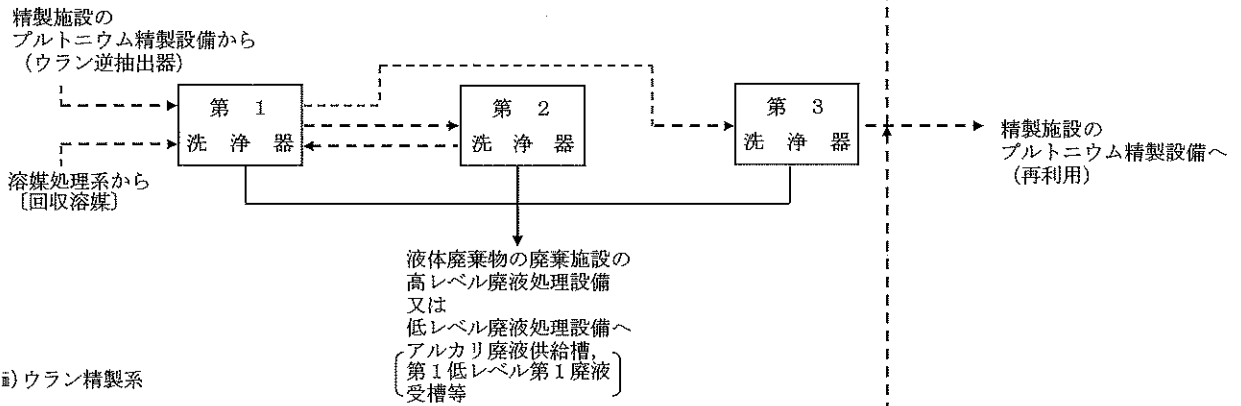 精製施設の
プルトニウム精製設備から
(ウラン逆抽出器)
第 1
洗 浄 器
第 2
洗 浄 器
第 3
洗 浄 器
精製施設の
プルトニウム精製設備へ
(再利用)
溶媒処理系から
〔回収溶媒〕
液体廃棄物の廃棄施設の
高レベル廃液処理設備
又は
低レベル廃液処理設備へ
アルカリ廃液供給槽,
第1低レベル第1廃液
受槽等
ⅲ)ウラン精製系